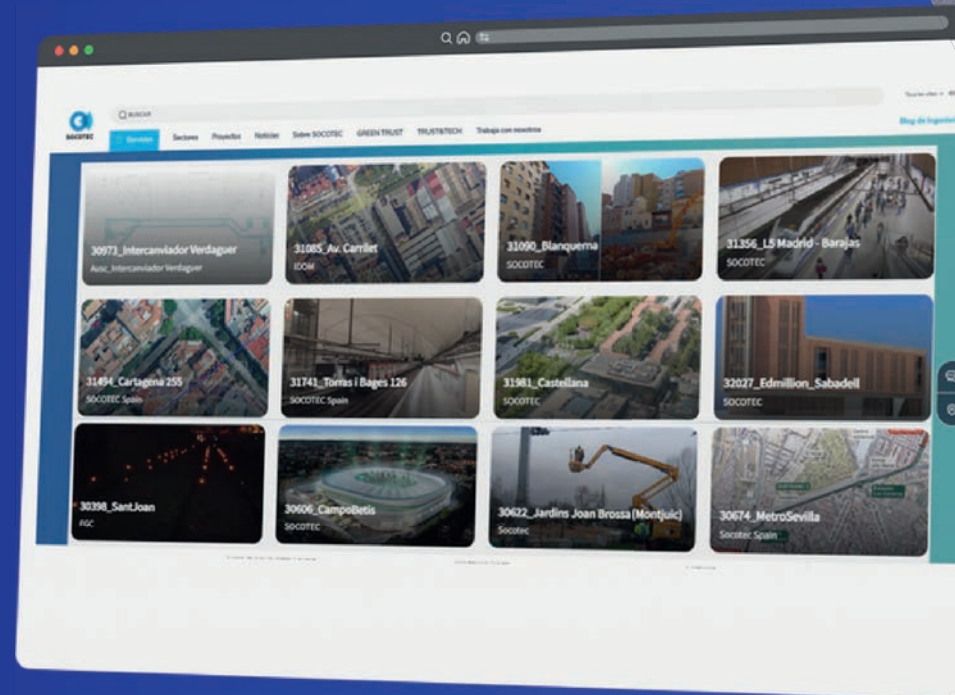 BUSCAR
SOCOTEC
Servicios
Sectores
Proyectos
Noticias
Sobre SOCOTEC
GREEN TRUST
TRUST&TECH
Trabaja con nosotros
Blog de Ingeniería
30973_Intercanviador Verdaguer
Ausc_Intercanviador Verdaguer
31085_Av. Carrilet
IDOM
31090_Blanquerna
SOCOTEC
31356_L5 Madrid - Barajas
SOCOTEC
31494_Cartagena 255
SOCOTEC Spain
31741_Torras i Bages 126
SOCOTEC Spain
31981_Castellana
SOCOTEC
32027_Edmillion_Sabadell
SOCOTEC
30398_SantJoan
FGC
30606_CampoBetis
SOCOTEC
30622_Jardins Joan Brossa (Montjuic)
Socotec
30674_MetroSevilla
Socotec Spain